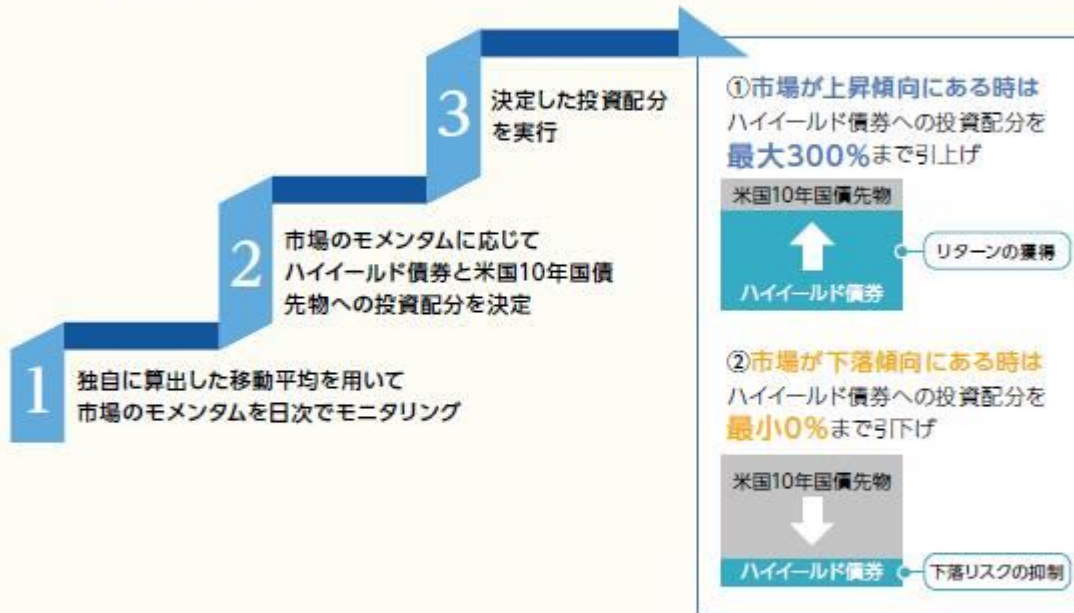 3
決定した投資配分
を実行
2
市場のモメンタムに応じて
ハイイールド債券と米国10年国債
先物への投資配分を決定
1
独自に算出した移動平均を用いて
市場のモメンタムを日次でモニタリング
①市場が上昇傾向にある時は
ハイイールド債券への投資配分を
最大300%まで引上げ
米国10年国債先物
リターンの獲得
ハイイールド債券
②市場が下落傾向にある時は
ハイイールド債券への投資配分を
最小0%まで引下げ
米国10年国債先物
ハイイールド債券
下落リスクの抑制